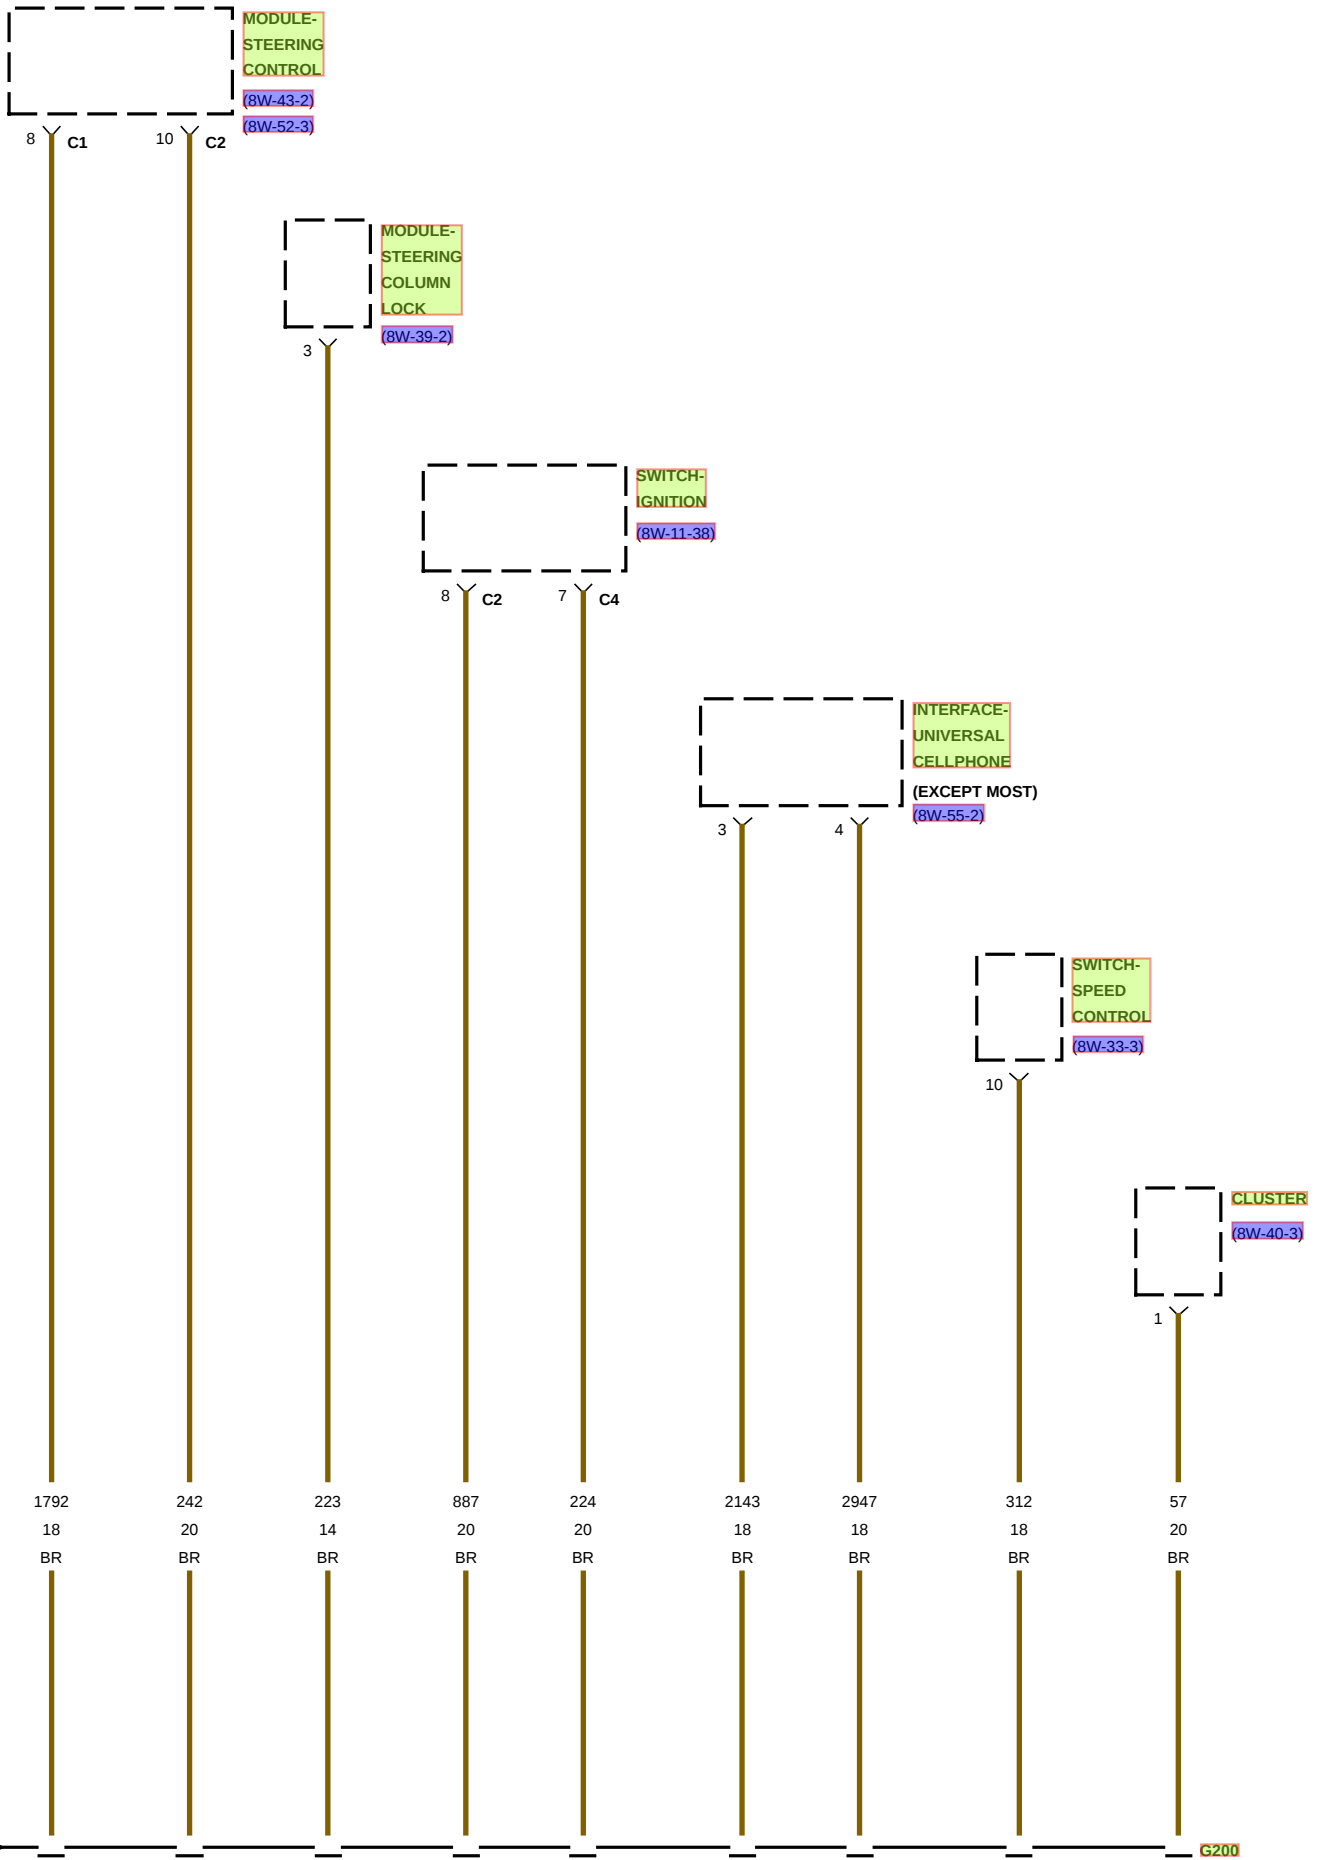 MODULE-
STEERING
CONTROL
(8W-43-2)
(8W-52-3)
8 C1 10 C2
MODULE-
STEERING
COLUMN
LOCK
(8W-39-2)
3
SWITCH-
IGNITION
(8W-11-38)
8 C2 7 C4
INTERFACE-
UNIVERSAL
CELLPHONE
(EXCEPT MOST)
(8W-55-2)
3 4
SWITCH-
SPEED
CONTROL
(8W-33-3)
10
CLUSTER
(8W-40-3)
1
1792 242 223 887 224 2143 2947 312 57
18 20 14 20 20 18 18 18 20
BR BR BR BR BR BR BR BR BR
G200